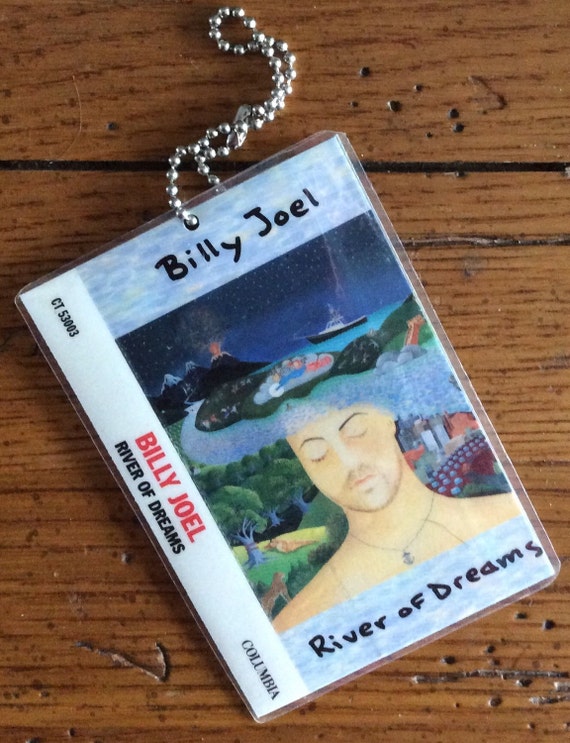 Billy Joel
CT 53003
BILLY JOEL
RIVER OF DREAMS
COLUMBIA
River of Dreams